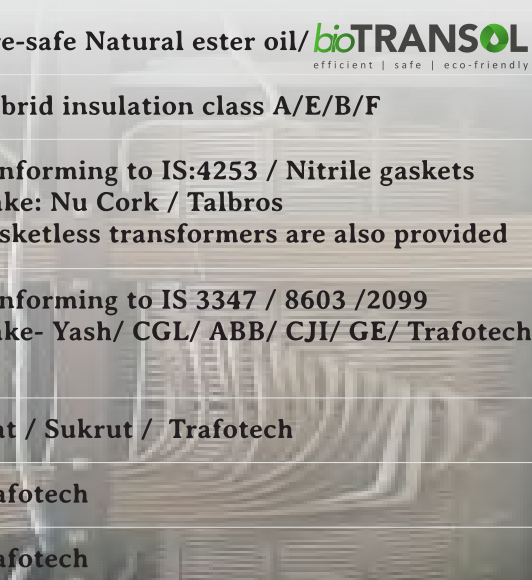 e-safe Natural ester oil/ bioTRANSOL
efficient | safe | eco-friendly
brid insulation class A/E/B/F
nforming to IS:4253 / Nitrile gaskets
ke: Nu Cork / Talbros
sketless transformers are also provided
nforming to IS 3347 / 8603 /2099
ke- Yash/ CGL/ ABB/ CJI/ GE/ Trafotech
at / Sukrut / Trafotech
afotech
afotech